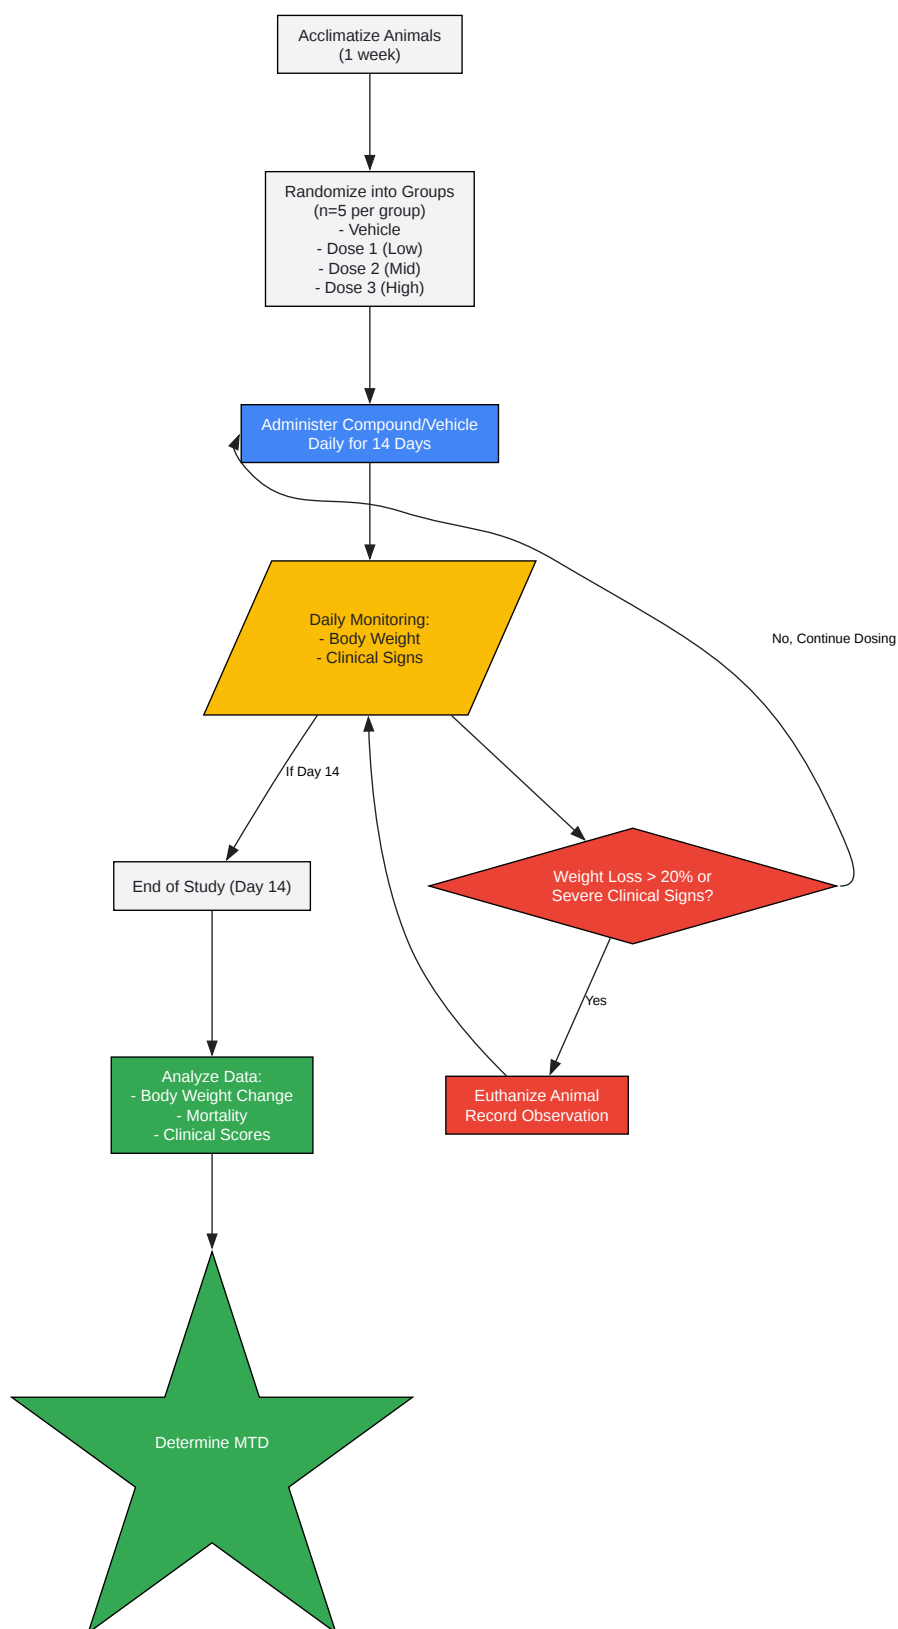 Acclimatize Animals
(1 week)
Randomize into Groups
(n=5 per group)
- Vehicle
- Dose 1 (Low)
- Dose 2 (Mid)
- Dose 3 (High)
Administer Compound/Vehicle
Daily for 14 Days
Daily Monitoring:
- Body Weight
- Clinical Signs
No, Continue Dosing
If Day 14
End of Study (Day 14)
Weight Loss > 20% or
Severe Clinical Signs?
Yes
Analyze Data:
- Body Weight Change
- Mortality
- Clinical Scores
Euthanize Animal
Record Observation
Determine MTD